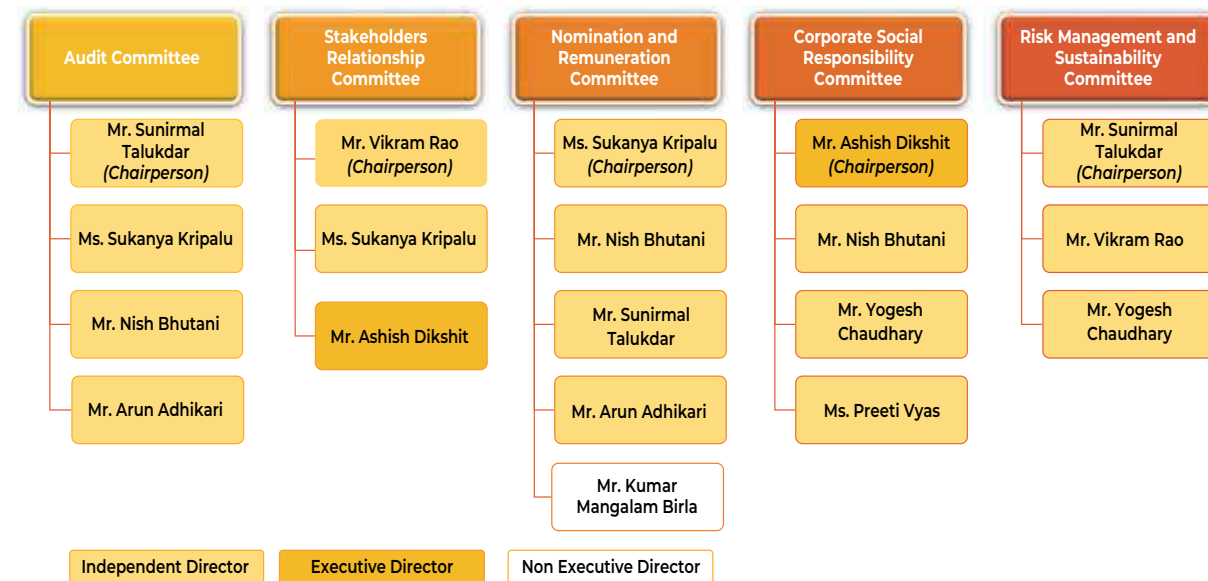 Audit Committee
Stakeholders
Relationship
Committee
Nomination and
Remuneration
Committee
Corporate Social
Responsibility
Committee
Risk Management and
Sustainability
Committee
Mr. Sunirmal
Talukdar
(Chairperson)
Ms. Sukanya Kripalu
Mr. Nish Bhutani
Mr. Arun Adhikari
Mr. Vikram Rao
(Chairperson)
Ms. Sukanya Kripalu
Mr. Ashish Dikshit
Ms. Sukanya Kripalu
(Chairperson)
Mr. Nish Bhutani
Mr. Sunirmal
Talukdar
Mr. Arun Adhikari
Mr. Kumar
Mangalam Birla
Mr. Ashish Dikshit
(Chairperson)
Mr. Nish Bhutani
Mr. Yogesh
Chaudhary
Ms. Preeti Vyas
Mr. Sunirmal
Talukdar
(Chairperson)
Mr. Vikram Rao
Mr. Yogesh
Chaudhary
Independent Director
Executive Director
Non Executive Director